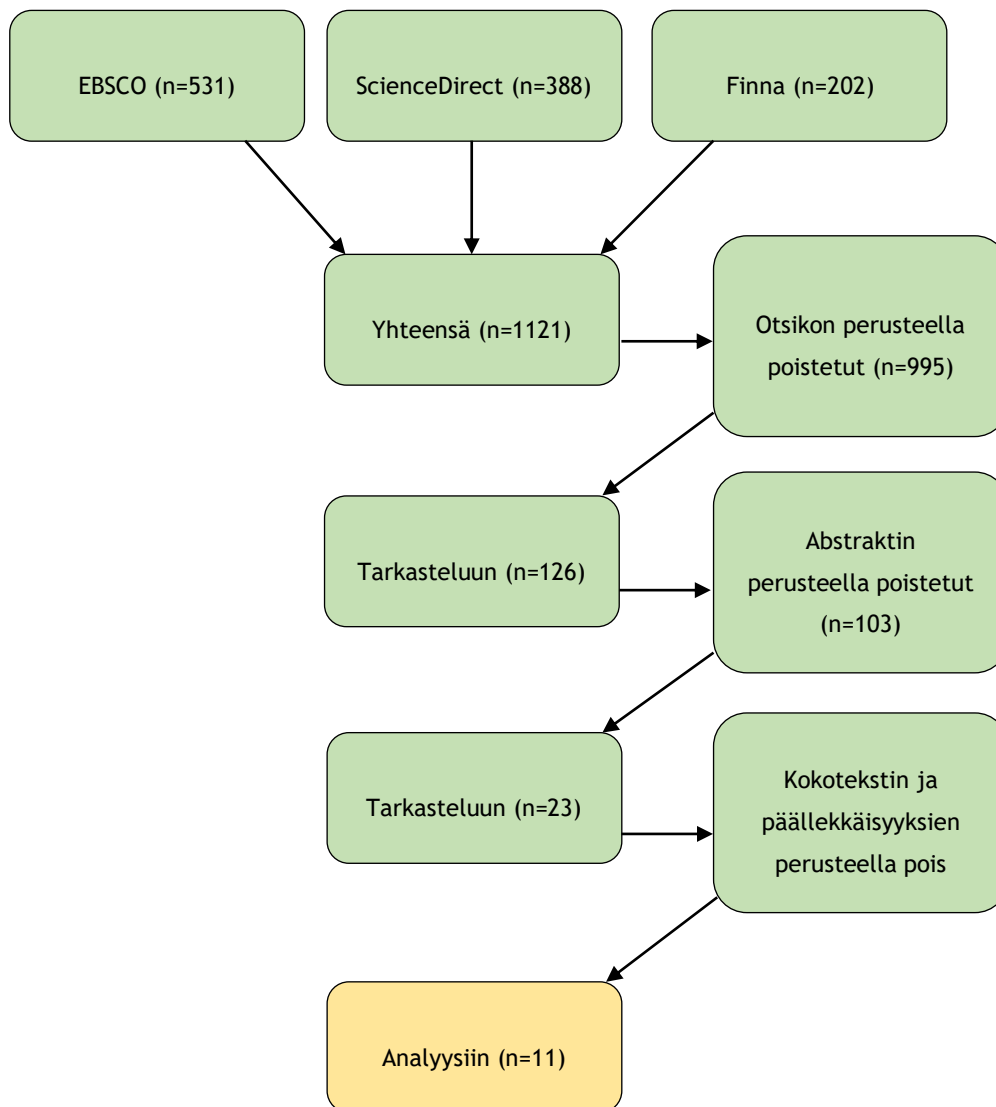 EBSCO (n=531)
ScienceDirect (n=388)
Finna (n=202)
Yhteensä (n=1121)
Otsikon perusteella
poistetut (n=995)
Tarkasteluun (n=126)
Abstraktin
perusteella poistetut
(n=103)
Tarkasteluun (n=23)
Kokotekstin ja
päällekkäisyyksien
perusteella pois
Analyysiin (n=11)